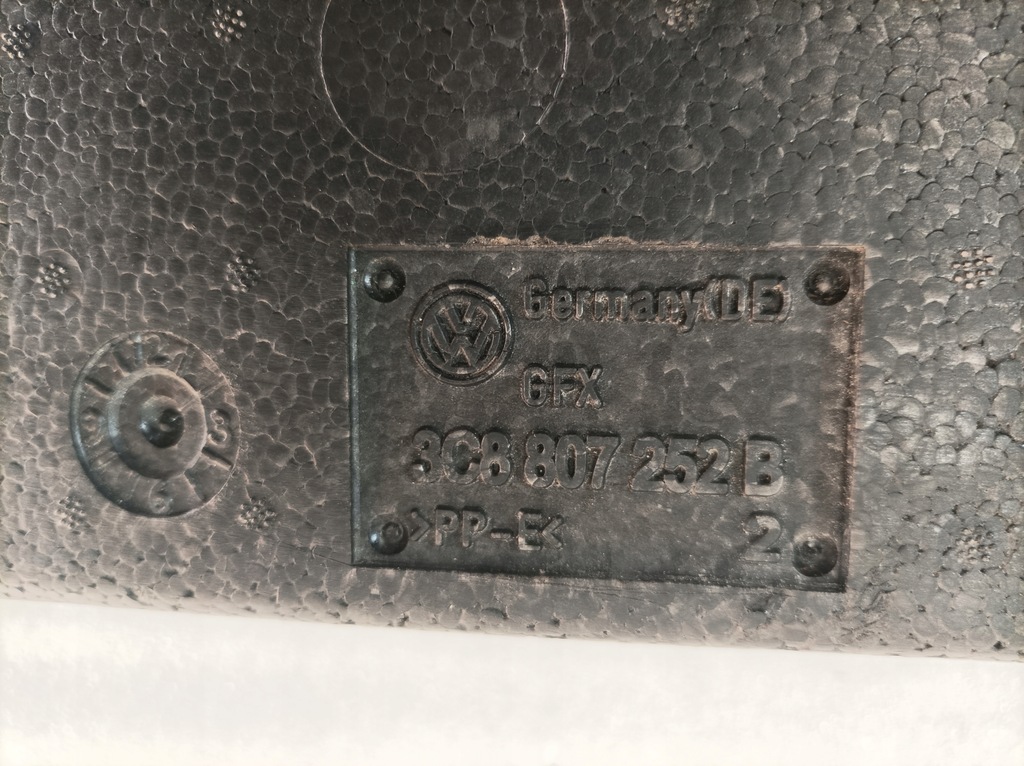 Germany(DE)
GFX
3C8 807 252 B
>PP-E<
2